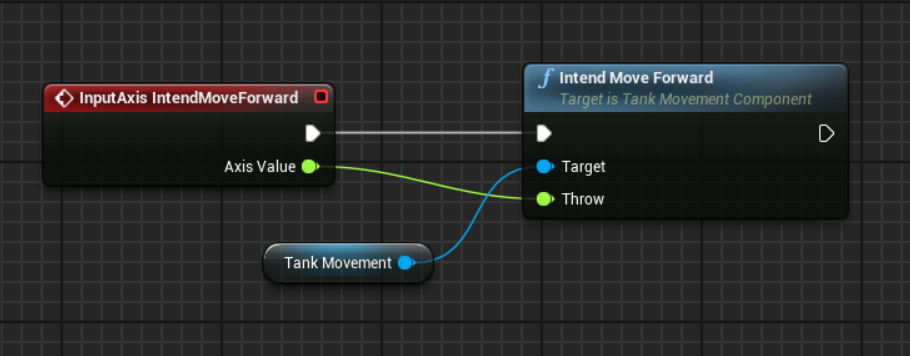 InputAxis IntendMoveForward
Axis Value
Tank Movement
f Intend Move Forward
Target is Tank Movement Component
Target
Throw